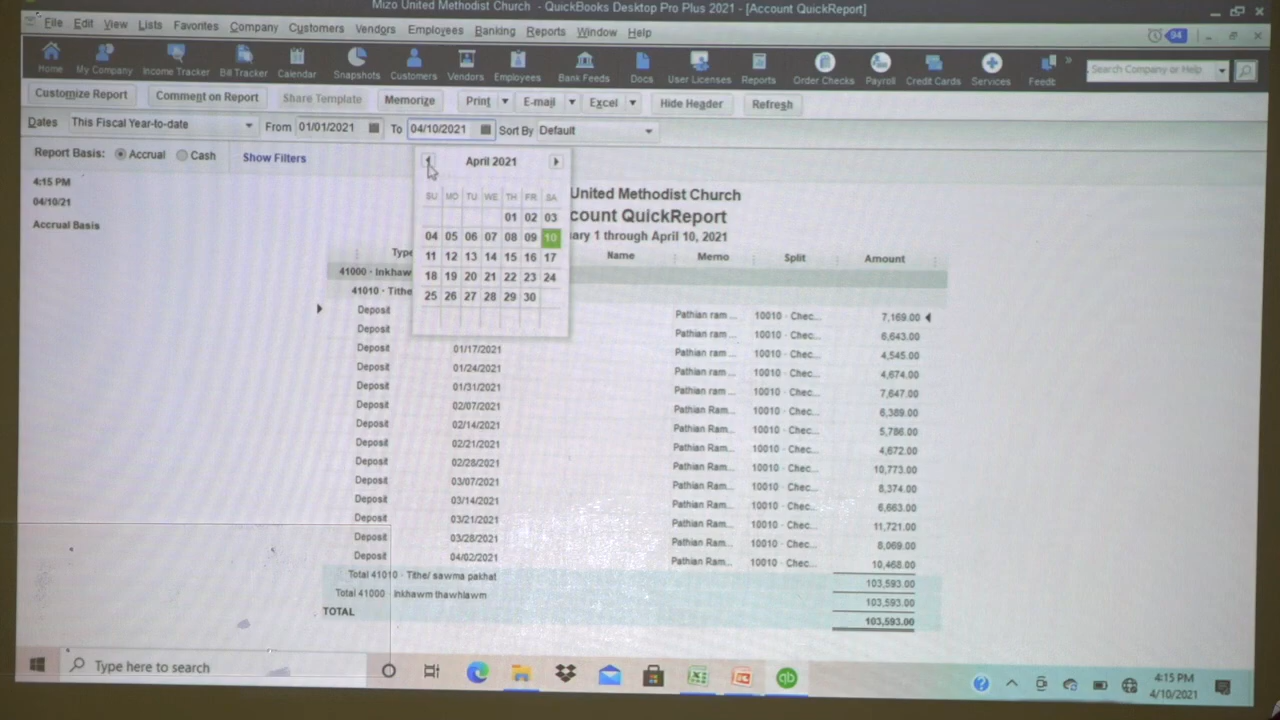 Mizo United Methodist Church - QuickBooks Desktop Pro Plus 2021 - [Account QuickReport]
File Edit View Lists Favorites Company Customers Vendors Employees Banking Reports Window Help
94
Home My Company Income Tracker Bill Tracker Calendar Snapshots Customers Vendors Employees Bank Feeds Docs User Licenses Reports Order Checks Payroll Credit Cards Services Feedb
Search Company or Help
Customize Report Comment on Report Share Template Memorize Print E-mail Excel Hide Header Refresh
Dates This Fiscal Year-to-date From 01/01/2021 To 04/10/2021 Sort By Default
Report Basis: Accrual Cash Show Filters
April 2021
SU MO TU WE TH FR SA
01 02 03
04 05 06 07 08 09 10
11 12 13 14 15 16 17
18 19 20 21 22 23 24
25 26 27 28 29 30
4:15 PM
04/10/21
Accrual Basis
United Methodist Church
count QuickReport
ary 1 through April 10, 2021
Type Name Memo Split Amount
41000 · Inkhaw
41010 · Tithe
Deposit Pathian ram ... 10010 · Chec... 7,169.00
Deposit Pathian ram ... 10010 · Chec... 6,643.00
Deposit 01/17/2021 Pathian ram ... 10010 · Chec... 4,545.00
Deposit 01/24/2021 Pathian ram ... 10010 · Chec... 4,674.00
Deposit 01/31/2021 Pathian ram ... 10010 · Chec... 7,647.00
Deposit 02/07/2021 Pathian Ram... 10010 · Chec... 6,389.00
Deposit 02/14/2021 Pathian Ram... 10010 · Chec... 5,786.00
Deposit 02/21/2021 Pathian Ram... 10010 · Chec... 4,672.00
Deposit 02/28/2021 Pathian Ram... 10010 · Chec... 10,773.00
Deposit 03/07/2021 Pathian Ram... 10010 · Chec... 8,374.00
Deposit 03/14/2021 Pathian Ram... 10010 · Chec... 6,663.00
Deposit 03/21/2021 Pathian Ram... 10010 · Chec... 11,721.00
Deposit 03/28/2021 Pathian Ram... 10010 · Chec... 8,069.00
Deposit 04/02/2021 Pathian Ram... 10010 · Chec... 10,468.00
Total 41010 · Tithe/ sawma pakhat 103,593.00
Total 41000 · Inkhawm thawhlawm 103,593.00
TOTAL 103,593.00
Type here to search
qb
4:15 PM
4/10/2021